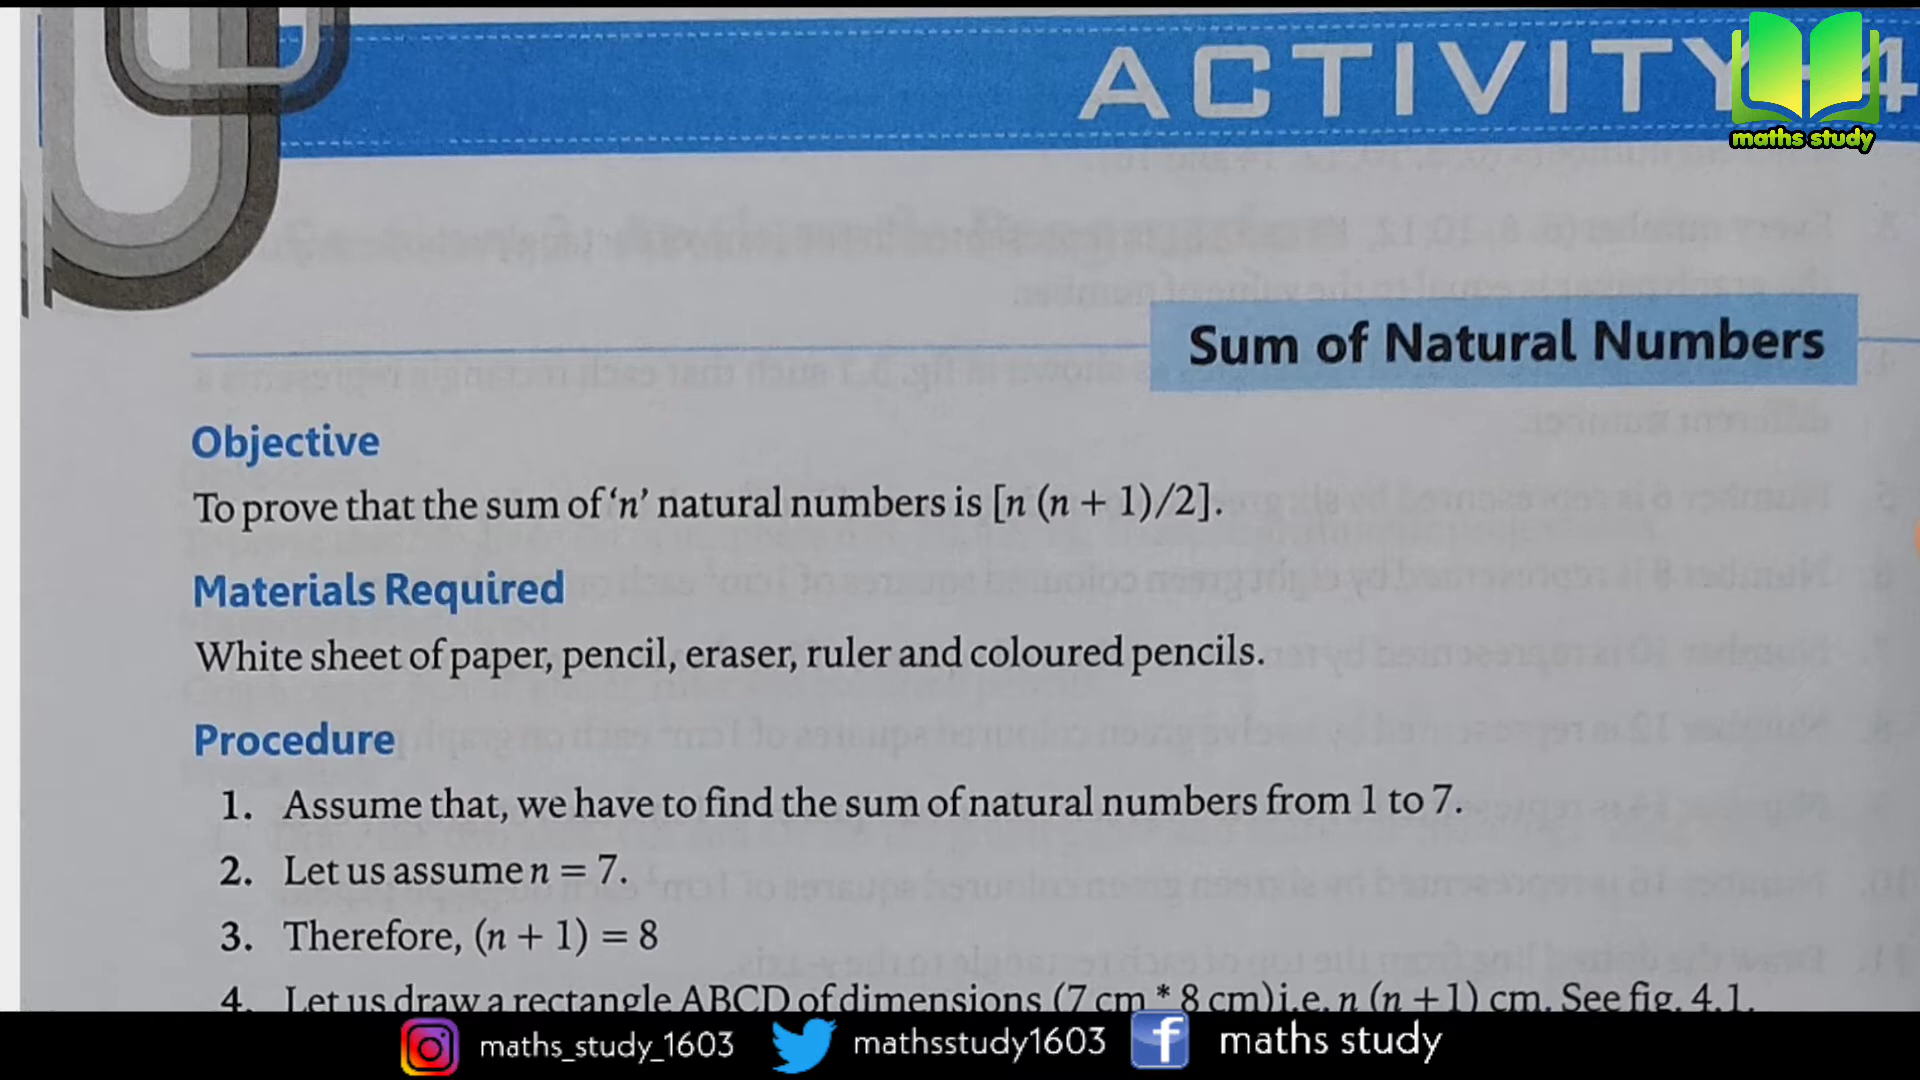 ACTIVITY 4
maths study
Sum of Natural Numbers
Objective
To prove that the sum of ‘n’ natural numbers is [n (n + 1)/2].
Materials Required
White sheet of paper, pencil, eraser, ruler and coloured pencils.
Procedure
1. Assume that, we have to find the sum of natural numbers from 1 to 7.
2. Let us assume n = 7.
3. Therefore, (n + 1) = 8
4. Let us draw a rectangle ABCD of dimensions (7 cm * 8 cm) i.e. n (n + 1) cm. See fig. 4.1.
maths_study_1603 mathsstudy1603 maths study